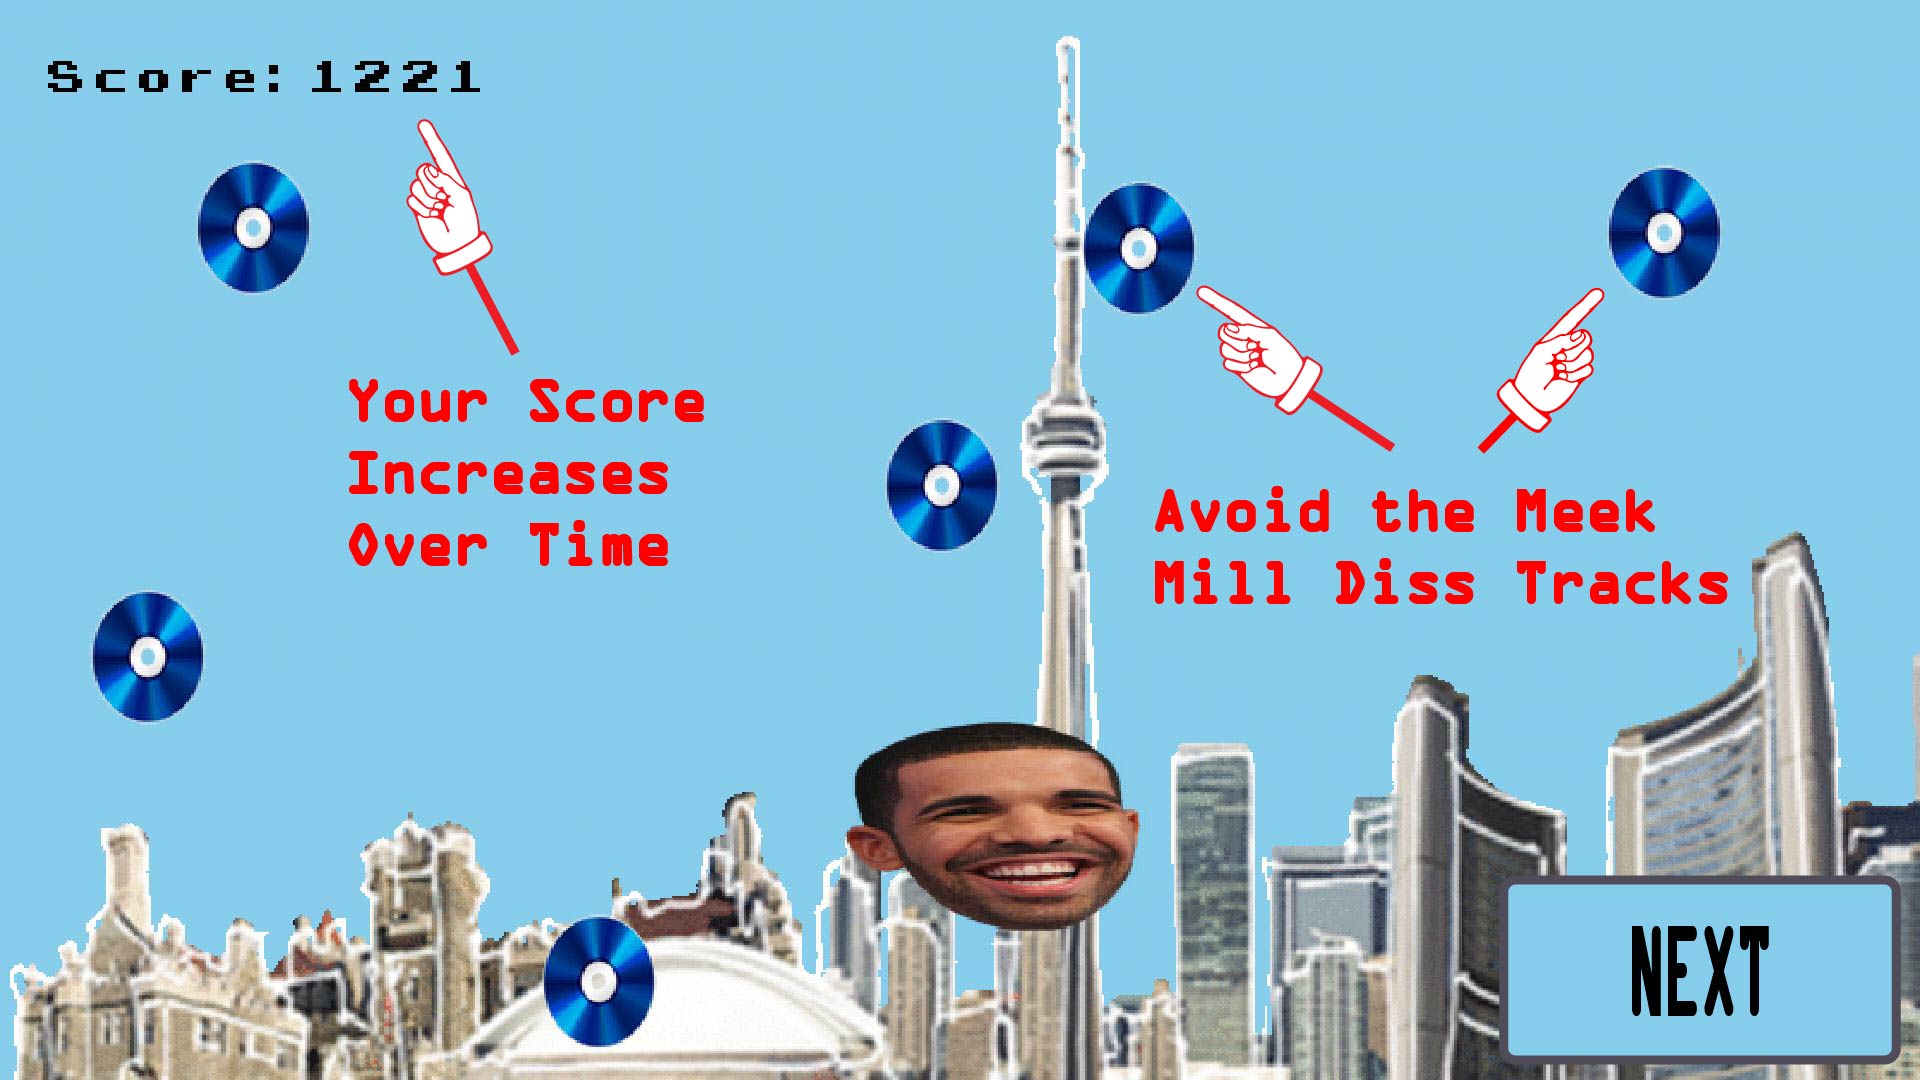 Score: 1221
Your Score
Increases
Over Time
Avoid the Meek
Mill Diss Tracks
NEXT